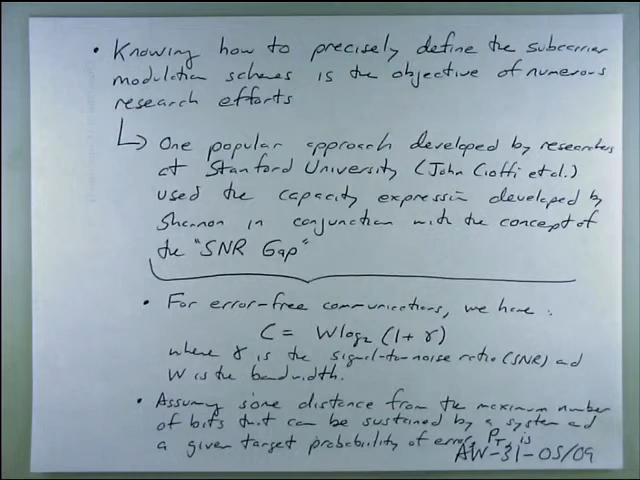 • Knowing how to precisely define the subcarrier
modulation schemes is the objective of numerous
research efforts
↳ One popular approach developed by researchers
at Stanford University (John Cioffi et al.)
used the capacity expression developed by
Shannon in conjunction with the concept of
the "SNR Gap"
• For error-free communications, we have:
C = W log₂ (1 + γ)
where γ is the signal-to-noise ratio (SNR) and
W is the bandwidth.
• Assuming some distance from the maximum number
of bits that can be sustained by a system and
a given target probability of error, P_T, is
AW-31-05/09